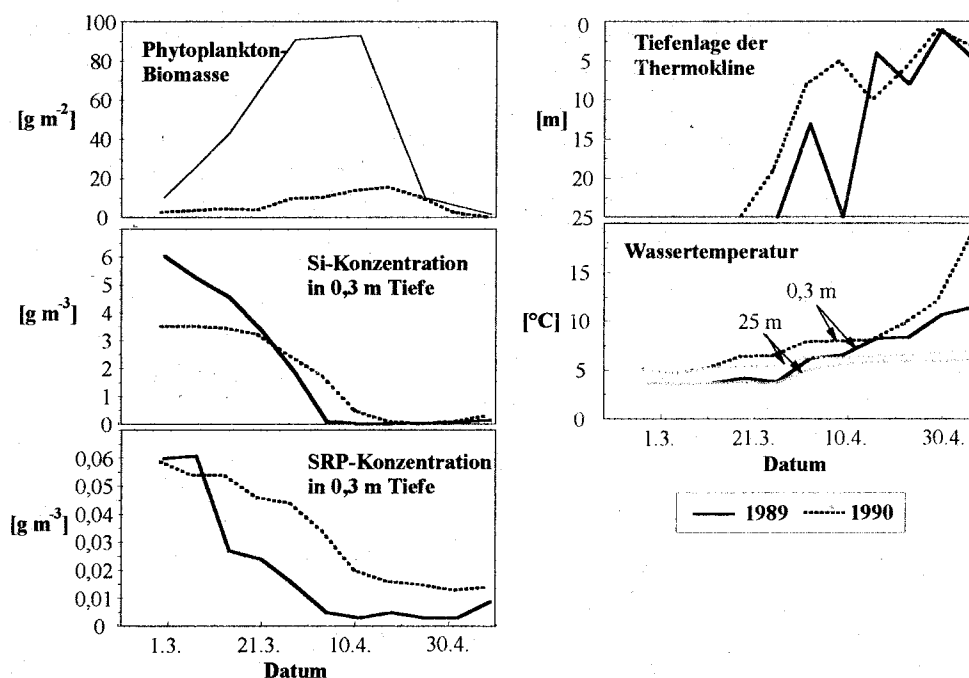 Phytoplankton-
Biomasse
[g m⁻²]
100
80
60
40
20
0
Si-Konzentration
in 0,3 m Tiefe
[g m⁻³]
6
5
4
3
2
1
0
SRP-Konzentration
in 0,3 m Tiefe
[g m⁻³]
0,06
0,05
0,04
0,03
0,02
0,01
0
1.3.
21.3.
10.4.
30.4.
Datum
Tiefenlage der
Thermokline
[m]
0
5
10
15
20
25
Wassertemperatur
[°C]
15
10
5
0
0,3 m
25 m
1.3.
21.3.
10.4.
30.4.
Datum
1989
1990